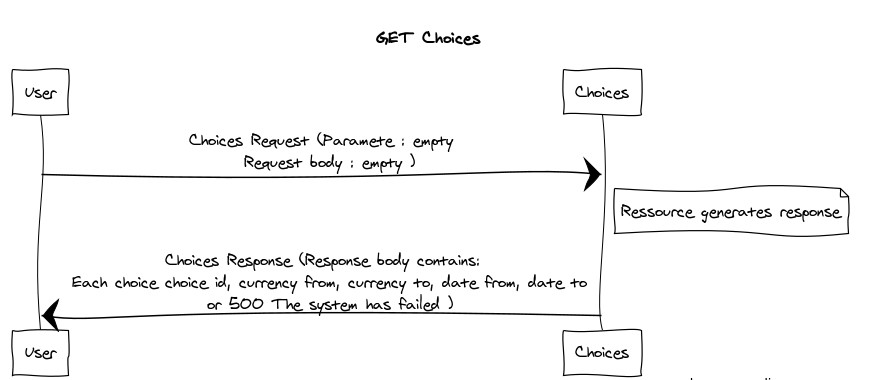 GET Choices
User
Choices
Choices Request (Paramete : empty
Request body : empty )
Ressource generates response
Choices Response (Response body contains:
Each choice choice id, currency from, currency to, date from, date to
or 500 The system has failed )
User
Choices